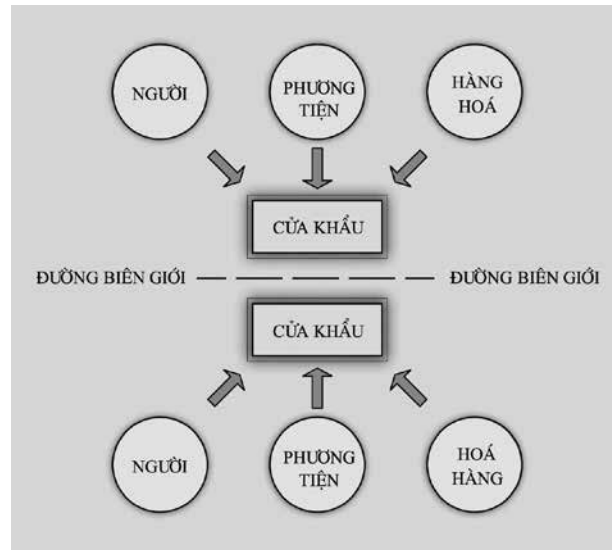 NGƯỜI
PHƯƠNG
TIỆN
HÀNG
HOÁ
CỬA KHẨU
ĐƯỜNG BIÊN GIỚI
ĐƯỜNG BIÊN GIỚI
CỬA KHẨU
NGƯỜI
PHƯƠNG
TIỆN
HOÁ
HÀNG